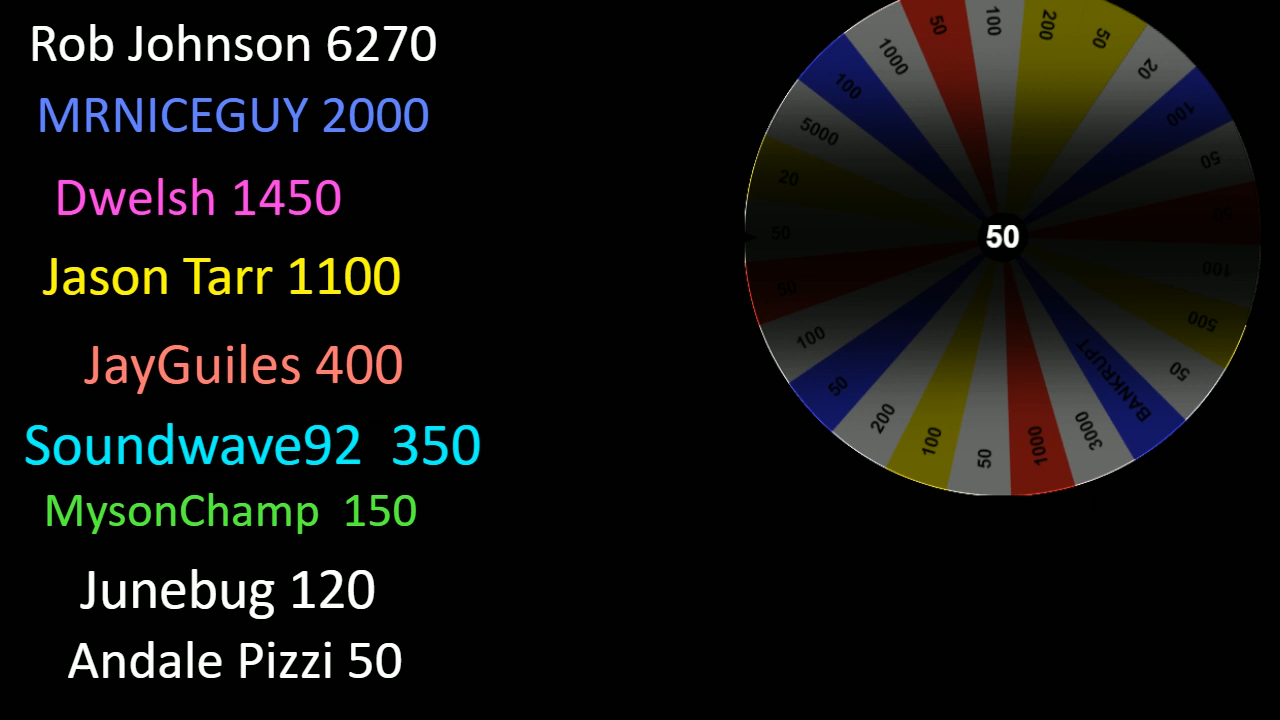 Rob Johnson 6270
MRNICEGUY 2000
Dwelsh 1450
Jason Tarr 1100
JayGuiles 400
Soundwave92 350
MysonChamp 150
Junebug 120
Andale Pizzi 50
50
100
200
50
20
100
50
50
100
500
50
BANKRUPT
3000
1000
50
100
200
50
100
50
50
20
5000
100
1000
50